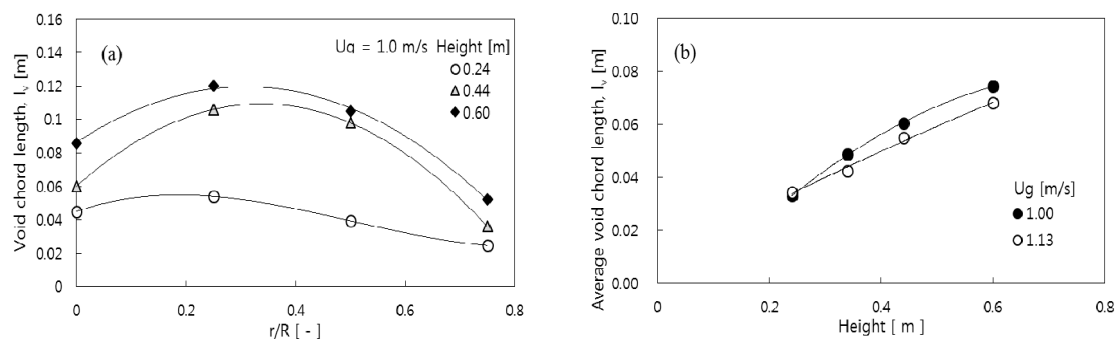 0.16
0.14
0.12
0.10
0.08
0.06
0.04
0.02
0
Void chord length, lv [m]
(a)
Ug = 1.0 m/s Height [m]
0.24
0.44
0.60
0 0.2 0.4 0.6 0.8
r/R [ - ]
0.10
0.08
0.06
0.04
0.02
0.00
Average void chord length, lv [m]
(b)
Ug [m/s]
1.00
1.13
0 0.2 0.4 0.6 0.8
Height [ m ]